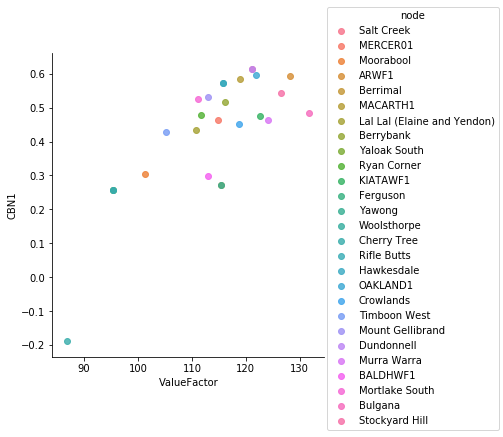 node
Salt Creek
MERCER01
Moorabool
ARWF1
Berrimal
MACARTH1
Lal Lal (Elaine and Yendon)
Berrybank
Yaloak South
Ryan Corner
KIATAWF1
Ferguson
Yawong
Woolsthorpe
Cherry Tree
Rifle Butts
Hawkesdale
OAKLAND1
Crowlands
Timboon West
Mount Gellibrand
Dundonnell
Murra Warra
BALDHWF1
Mortlake South
Bulgana
Stockyard Hill
0.6
0.5
0.4
0.3
0.2
0.1
0.0
−0.1
−0.2
CBN1
90 100 110 120 130
ValueFactor